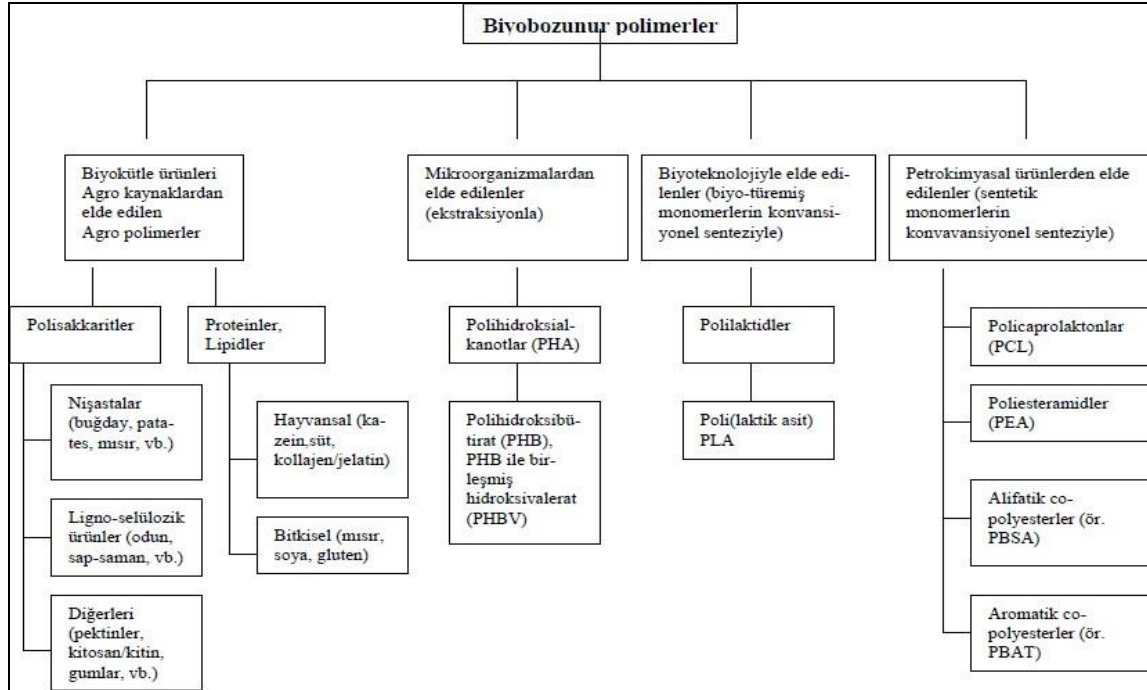 Biyobozunur polimerler
Biyokütle ürünleri
Agro kaynaklardan
elde edilen
Agro polimerler
Mikroorganizmalardan
elde edilenler
(ekstraksiyonla)
Biyoteknolojiyle elde edi-
lenler (biyo-türemiş
monomerlerin konvansi-
yonel senteziyle)
Petrokimyasal ürünlerden elde
edilenler (sentetik
monomerlerin
konvavansiyonel senteziyle)
Polisakkaritler
Proteinler,
Lipidler
Polihidroksial-
kanotlar (PHA)
Polilaktidler
Policaprolaktonlar
(PCL)
Nişastalar
(buğday, pata-
tes, mısır, vb.)
Hayvansal (ka-
zein,süt,
kollajen/jelatin)
Polihidroksibü-
tirat (PHB),
PHB ile bir-
leşmiş
hidroksivalerat
(PHBV)
Poli(laktik asit)
PLA
Poliesteramidler
(PEA)
Ligno-selülozik
ürünler (odun,
sap-saman, vb.)
Bitkisel (mısır,
soya, gluten)
Alifatik co-
polyesterler (ör.
PBSA)
Diğerleri
(pektinler,
kitosan/kitin,
gumlar, vb.)
Aromatik co-
polyesterler (ör.
PBAT)